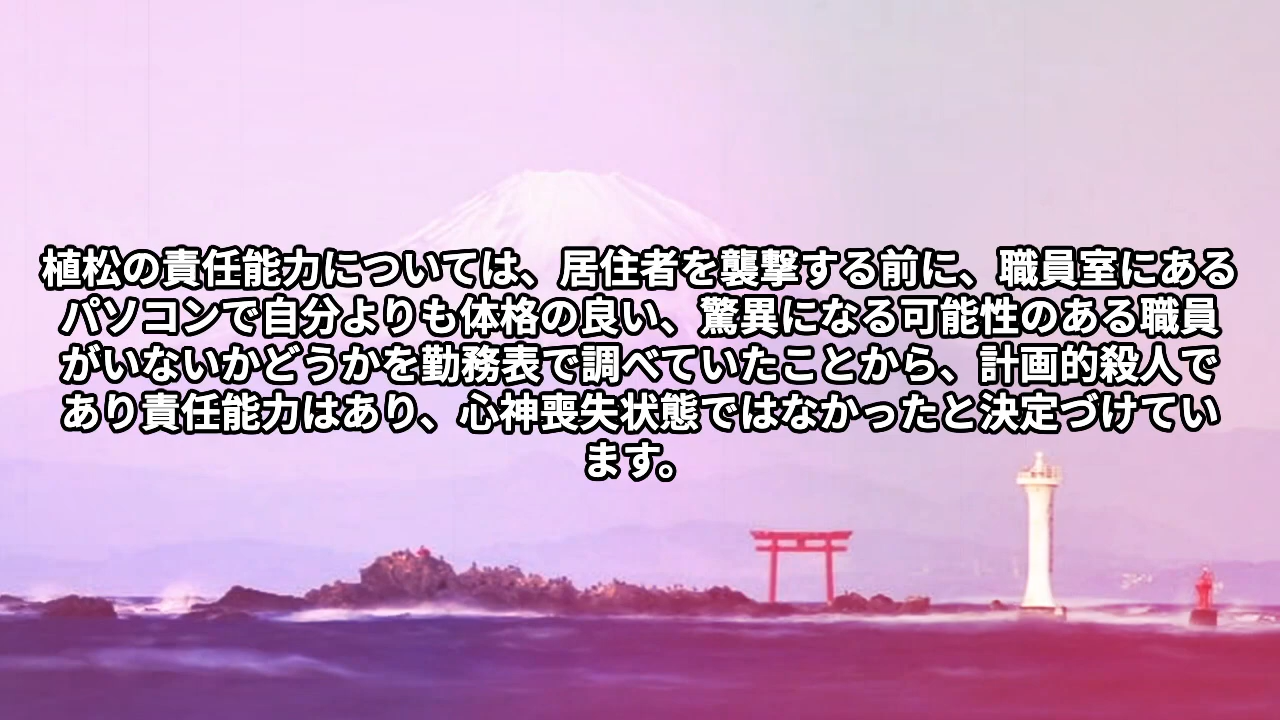 植松の責任能力については、居住者を襲撃する前に、職員室にある
パソコンで自分よりも体格の良い、驚異になる可能性のある職員
がいないかどうかを勤務表で調べていたことから、計画的殺人で
あり責任能力はあり、心神喪失状態ではなかったと決定づけてい
ます。